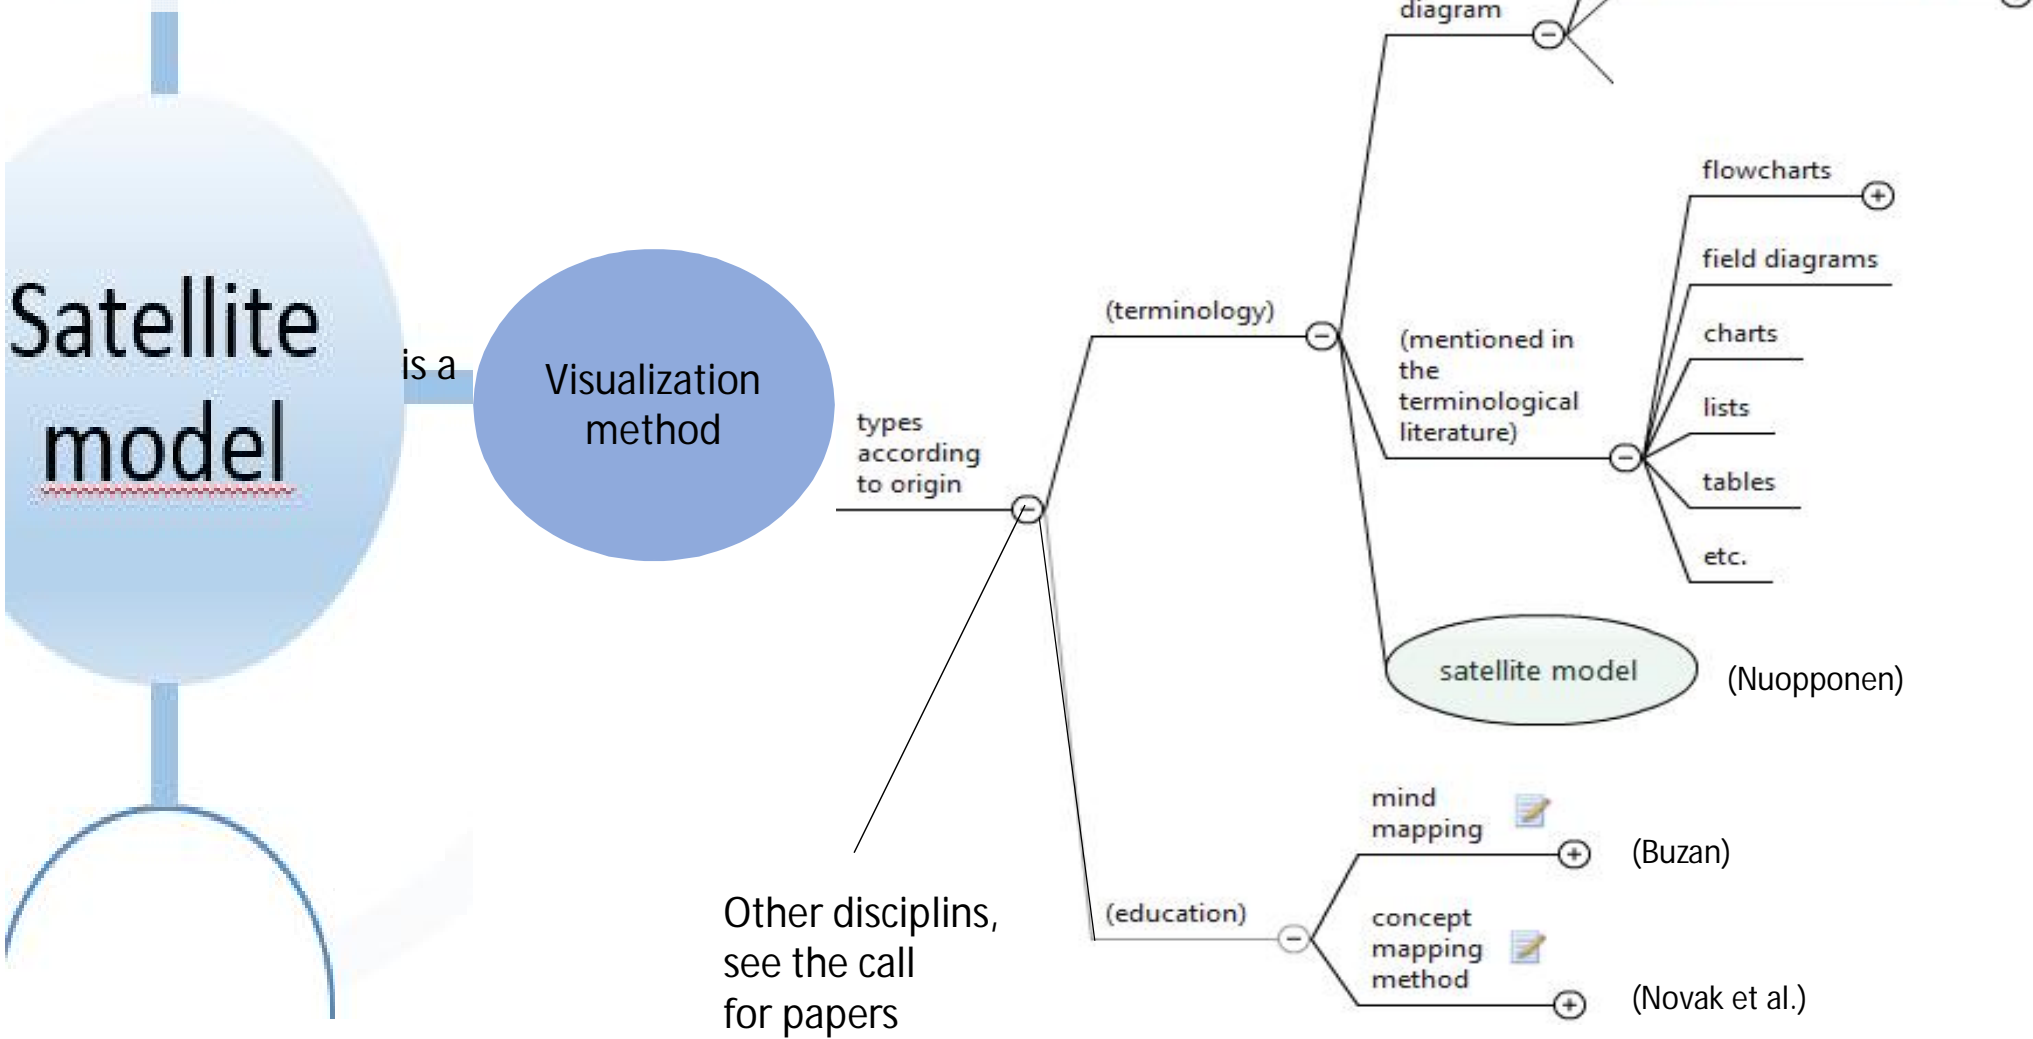 Satellite
model
is a
Visualization
method
types
according
to origin
(terminology)
diagram
(mentioned in
the
terminological
literature)
flowcharts
field diagrams
charts
lists
tables
etc.
satellite model
(Nuopponen)
(education)
mind
mapping
(Buzan)
concept
mapping
method
(Novak et al.)
Other disciplins,
see the call
for papers